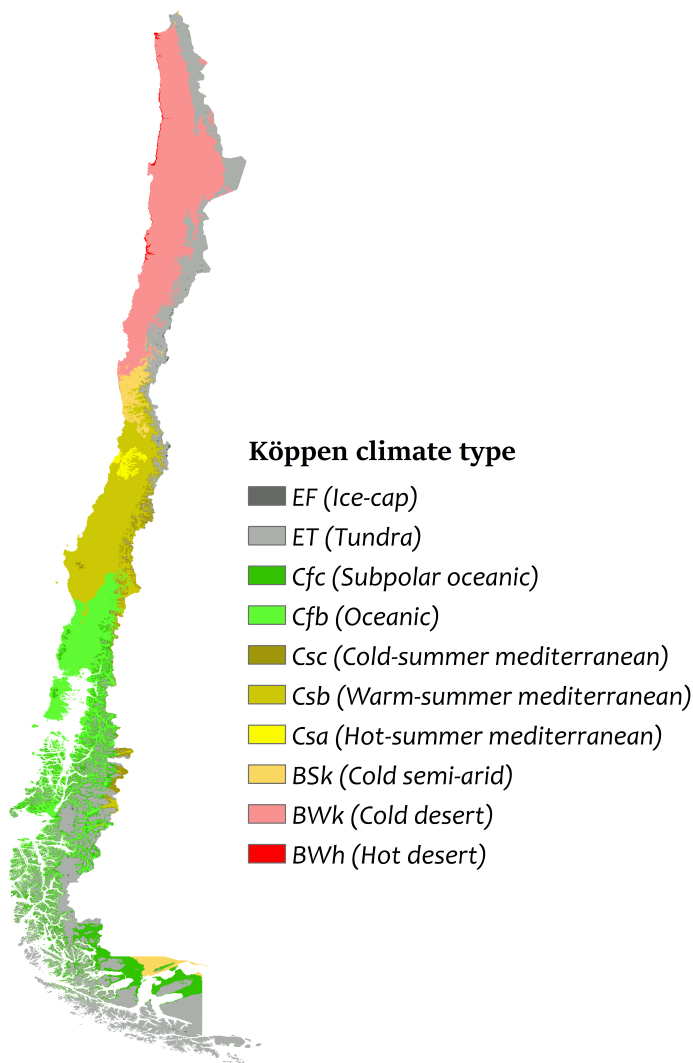 Köppen climate type
EF (Ice-cap)
ET (Tundra)
Cfc (Subpolar oceanic)
Cfb (Oceanic)
Csc (Cold-summer mediterranean)
Csb (Warm-summer mediterranean)
Csa (Hot-summer mediterranean)
BSk (Cold semi-arid)
BWk (Cold desert)
BWh (Hot desert)